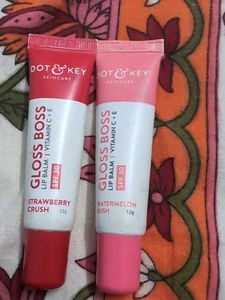 DOT & KEY
SKINCARE
GLOSS BOSS
LIP BALM | VITAMIN C + E
SPF 30
STRAWBERRY
CRUSH
12g
DOT & KEY
SKINCARE
GLOSS BOSS
LIP BALM | VITAMIN C + E
SPF 30
WATERMELON
12g